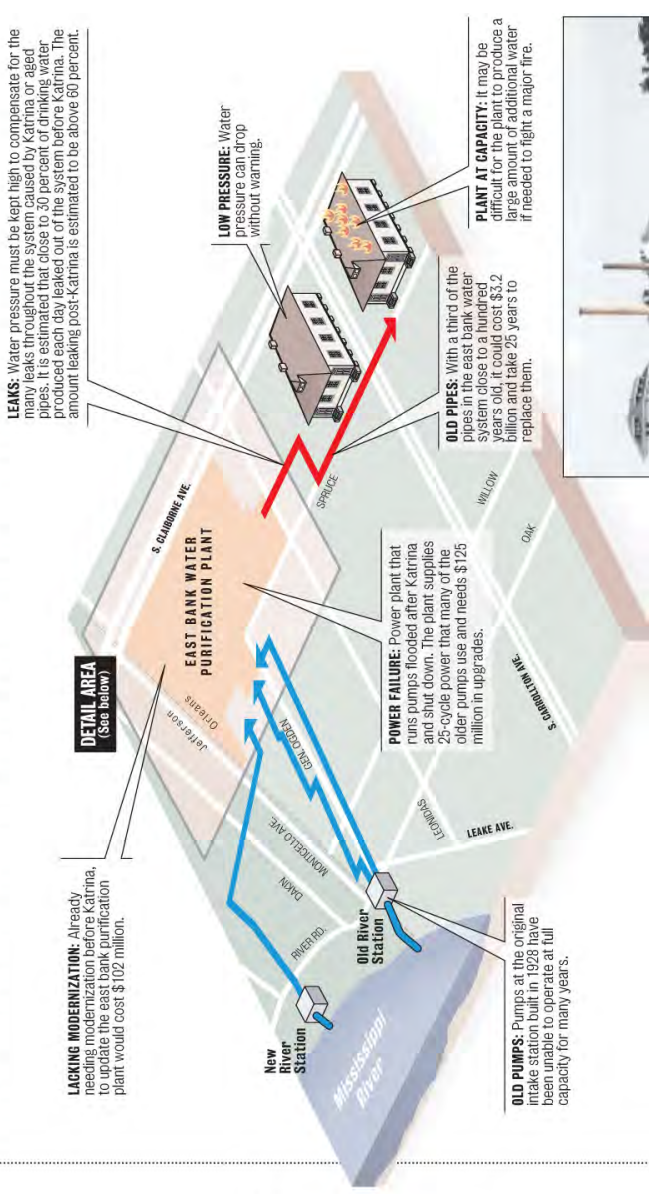 LEAKS: Water pressure must be kept high to compensate for the
many leaks throughout the system caused by Katrina or aged
pipes. It is estimated that close to 30 percent of drinking water
produced each day leaked out of the system before Katrina. The
amount leaking post-Katrina is estimated to be above 60 percent.
LACKING MODERNIZATION: Already
needing modernization before Katrina,
to update the east bank purification
plant would cost $102 million.
DETAIL AREA
(See below)
LOW PRESSURE: Water
pressure can drop
without warning.
S. CLAIBORNE AVE.
EAST BANK WATER
PURIFICATION PLANT
Jefferson
Orleans
PLANT AT CAPACITY: It may be
difficult for the plant to produce a
large amount of additional water
if needed to fight a major fire.
New
River
Station
RIVER RD.
DAKIN
MONTICELLO AVE.
GEN. OGDEN
SPRUCE
Old River
Station
Mississippi
River
LEONIDAS
LEAKE AVE.
POWER FAILURE: Power plant that
runs pumps flooded after Katrina
and shut down. The plant supplies
25-cycle power that many of the
older pumps use and needs $125
million in upgrades.
OLD PIPES: With a third of the
pipes in the east bank water
system close to a hundred
years old, it could cost $3.2
billion and take 25 years to
replace them.
WILLOW
OAK
S. CARROLLTON AVE.
OLD PUMPS: Pumps at the original
intake station built in 1928 have
been unable to operate at full
capacity for many years.